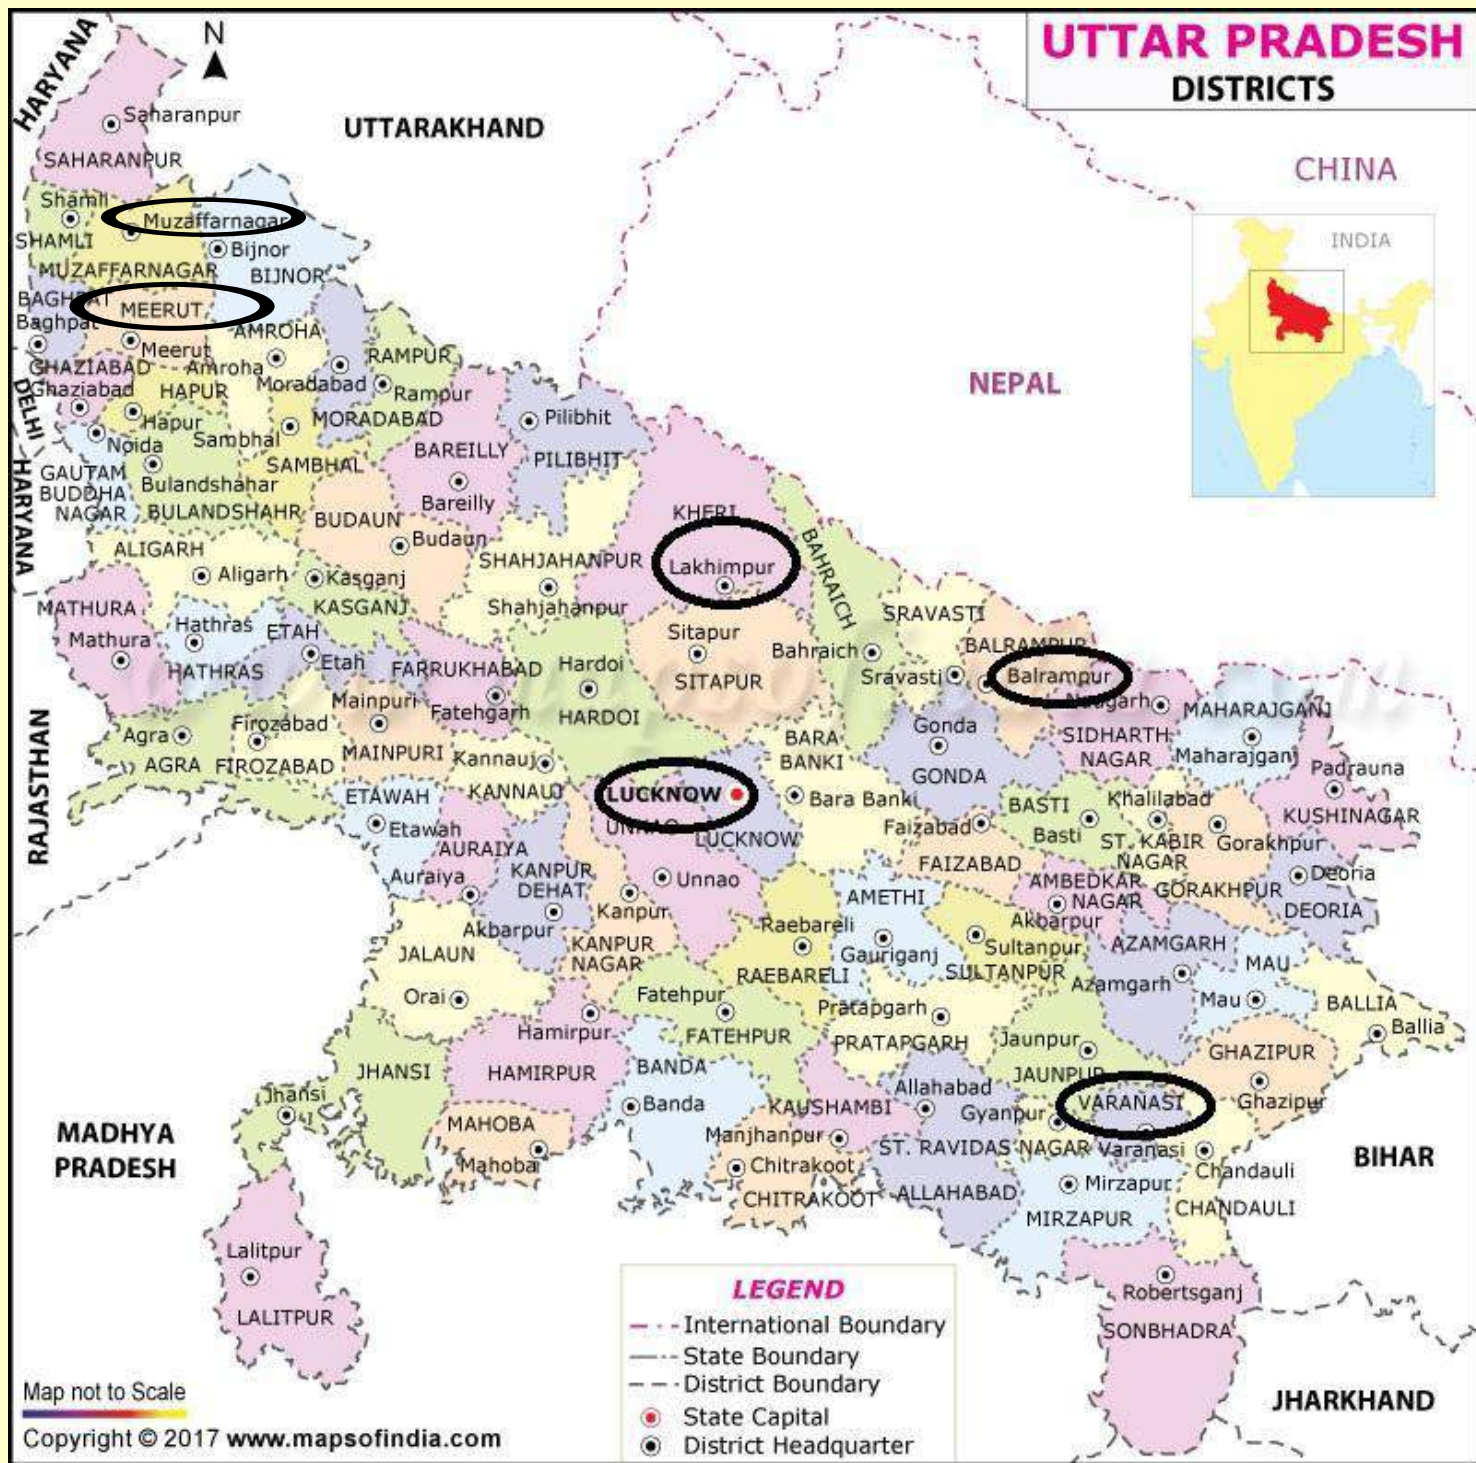 UTTAR PRADESH
DISTRICTS
N
HARYANA
UTTARAKHAND
CHINA
INDIA
NEPAL
Saharanpur
SAHARANPUR
Shamli
SHAMLI
Muzaffarnagar
MUZAFFARNAGAR
Bijnor
BIJNOR
BAGHPAT
Baghpat
MEERUT
Meerut
AMROHA
Amroha
GHAZIABAD
Ghaziabad
DELHI
HAPUR
Hapur
Moradabad
MORADABAD
RAMPUR
Rampur
Noida
GAUTAM
BUDDHA
NAGAR
HARYANA
Sambhal
SAMBHAL
Bulandshahar
BULANDSHAHR
BAREILLY
Bareilly
Pilibhit
PILIBHIT
BUDAUN
Budaun
ALIGARH
Aligarh
Kasganj
KASGANJ
SHAHJAHANPUR
Shahjahanpur
KHERI
Lakhimpur
BAHRAICH
Bahraich
SRAVASTI
Sravasti
BALRAMPUR
Balrampur
MATHURA
Mathura
Hathras
HATHRAS
ETAH
Etah
FARRUKHABAD
Fatehgarh
Hardoi
HARDOI
Sitapur
SITAPUR
Naugarh
SIDHARTH
NAGAR
MAHARAJGANJ
Maharajganj
Padrauna
KUSHINAGAR
RAJASTHAN
Agra
AGRA
Firozabad
FIROZABAD
Mainpuri
MAINPURI
Kannauj
KANNAUJ
BARA
BANKI
Bara Banki
Gonda
GONDA
LUCKNOW
UNNAO
LUCKNOW
Unnao
ETAWAH
Etawah
AURAIYA
Auraiya
KANPUR
DEHAT
Akbarpur
Kanpur
KANPUR
NAGAR
Faizabad
FAIZABAD
BASTI
Basti
Khalilabad
ST. KABIR
NAGAR
Gorakhpur
GORAKHPUR
Deoria
DEORIA
AMBEDKAR
NAGAR
Akbarpur
AMETHI
Gauriganj
Raebareli
RAEBARELI
Sultanpur
SULTANPUR
AZAMGARH
Azamgarh
MAU
Mau
BALLIA
Ballia
JALAUN
Orai
Hamirpur
HAMIRPUR
Fatehpur
FATEHPUR
Pratapgarh
PRATAPGARH
Jaunpur
JAUNPUR
GHAZIPUR
Ghazipur
JHANSI
Jhansi
MAHOBA
Mahoba
BANDA
Banda
KAUSHAMBI
Manjhanpur
Allahabad
ALLAHABAD
Gyanpur
ST. RAVIDAS NAGAR
VARANASI
Varanasi
Chandauli
CHANDAULI
Chitrakoot
CHITRAKOOT
Mirzapur
MIRZAPUR
MADHYA
PRADESH
BIHAR
Lalitpur
LALITPUR
Robertsganj
SONBHADRA
JHARKHAND
LEGEND
International Boundary
State Boundary
District Boundary
State Capital
District Headquarter
Map not to Scale
Copyright © 2017 www.mapsofindia.com